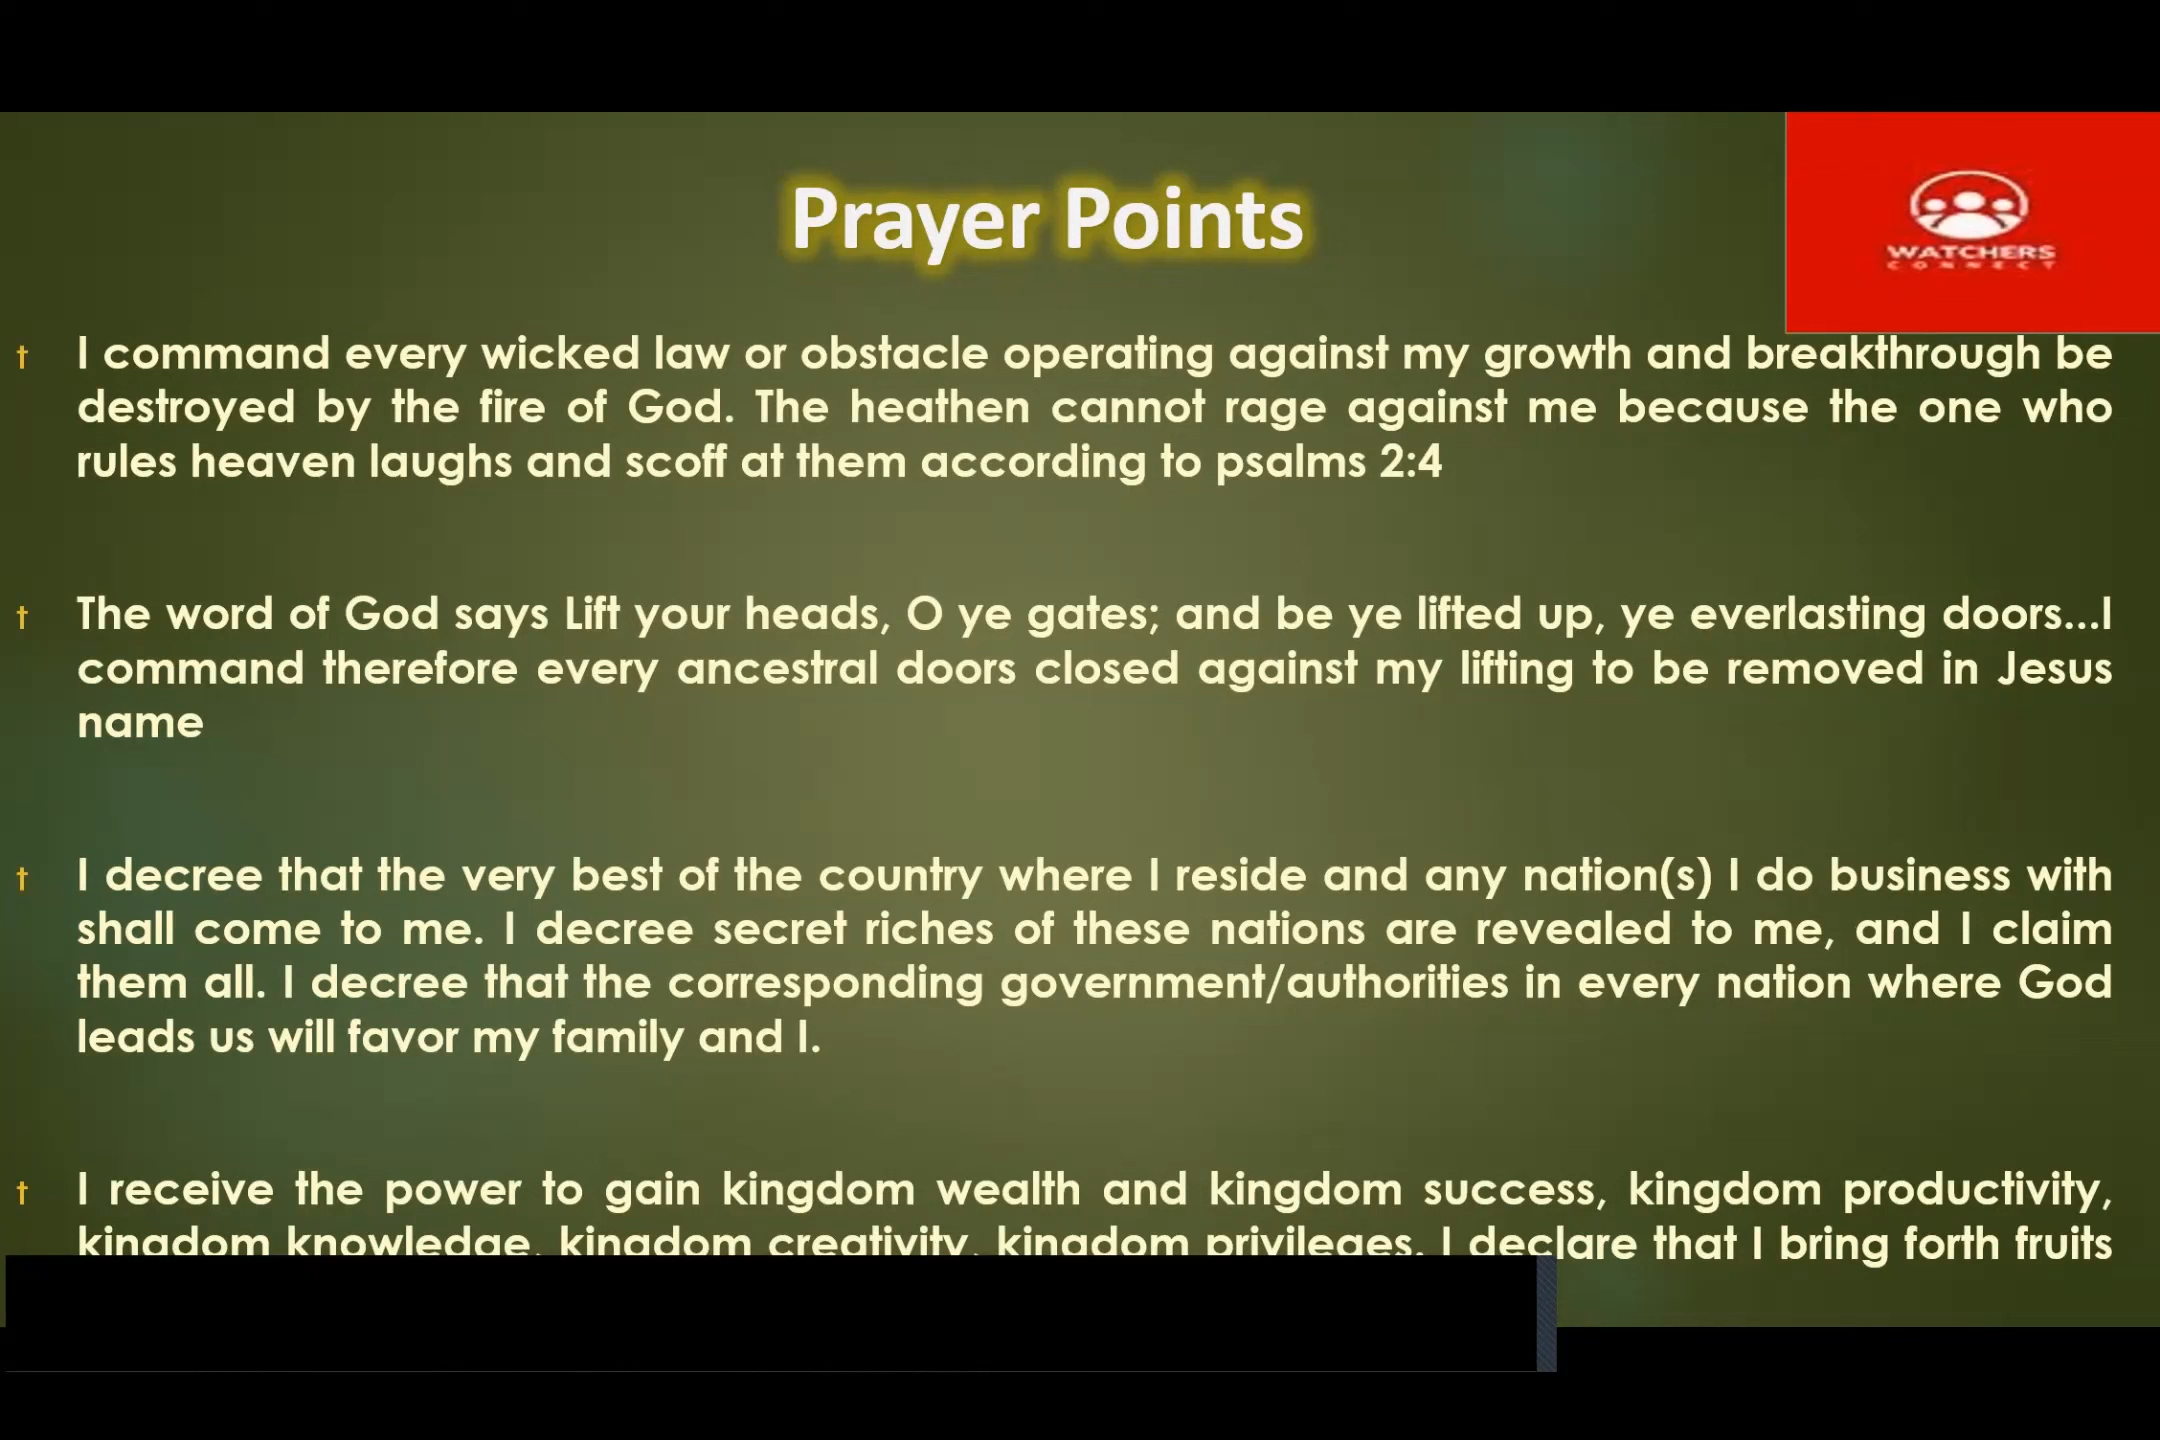 Prayer Points
WATCHERS
CONNECT
† I command every wicked law or obstacle operating against my growth and breakthrough be
destroyed by the fire of God. The heathen cannot rage against me because the one who
rules heaven laughs and scoff at them according to psalms 2:4
† The word of God says Lift your heads, O ye gates; and be ye lifted up, ye everlasting doors...I
command therefore every ancestral doors closed against my lifting to be removed in Jesus
name
† I decree that the very best of the country where I reside and any nation(s) I do business with
shall come to me. I decree secret riches of these nations are revealed to me, and I claim
them all. I decree that the corresponding government/authorities in every nation where God
leads us will favor my family and I.
† I receive the power to gain kingdom wealth and kingdom success, kingdom productivity,
kingdom knowledge, kingdom creativity, kingdom privileges. I declare that I bring forth fruits